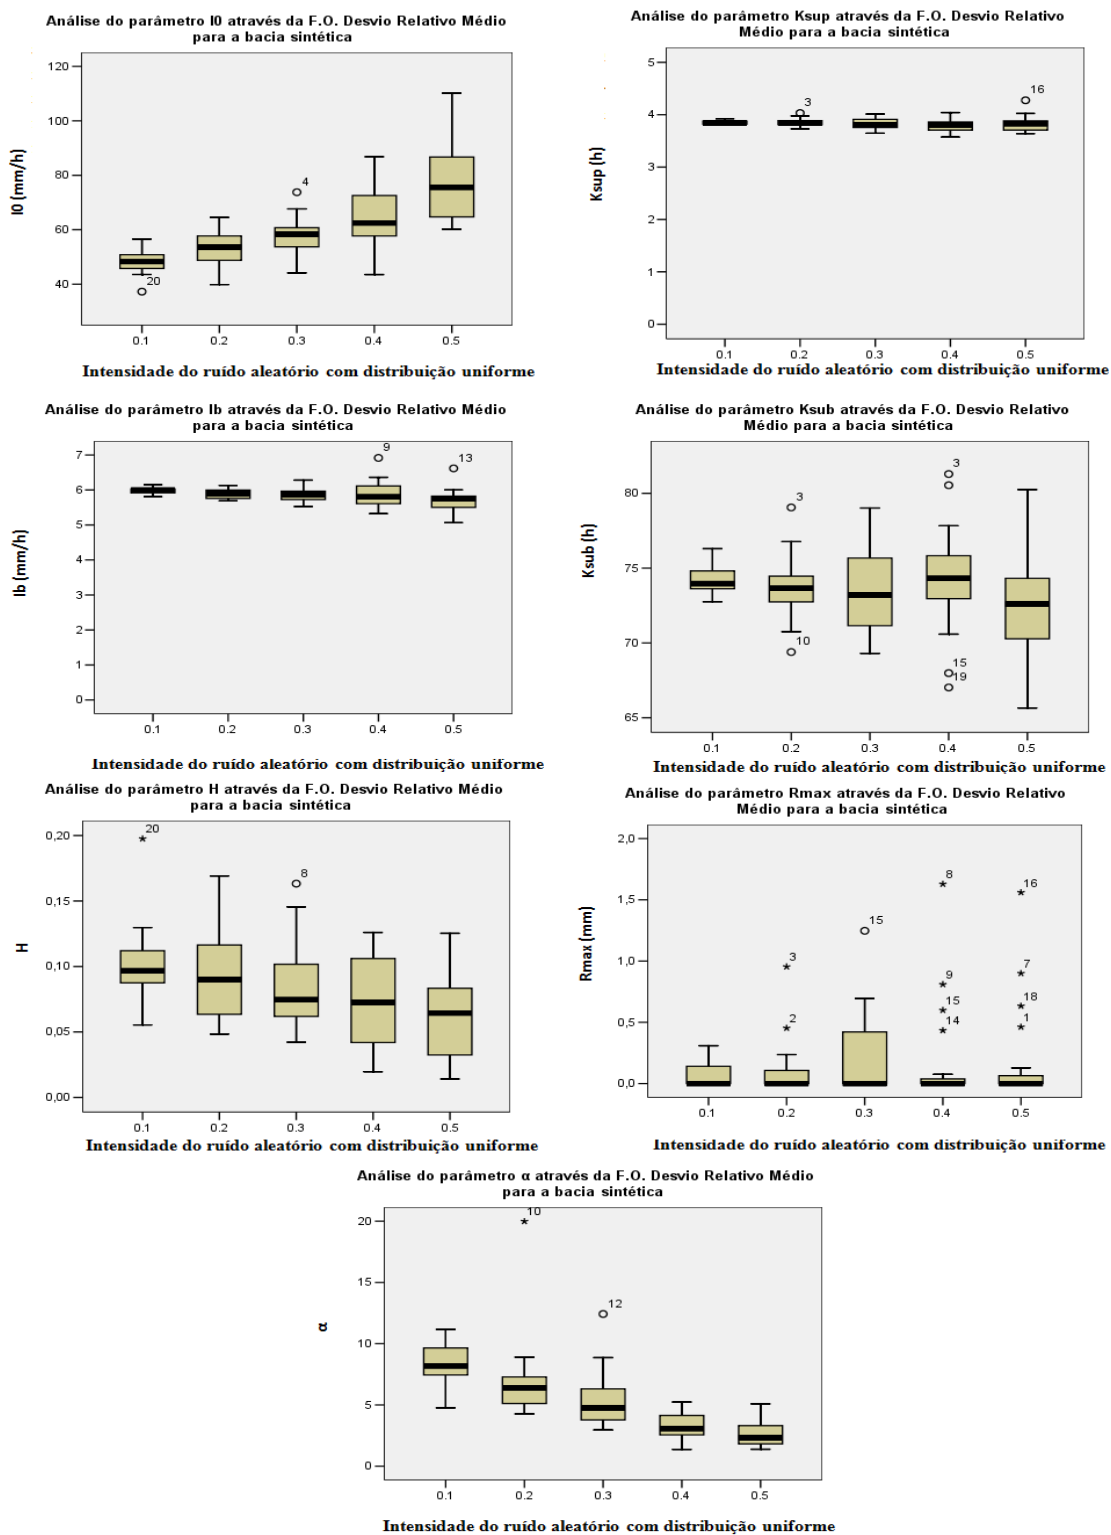 Análise do parâmetro I0 através da F.O. Desvio Relativo Médio
para a bacia sintética
I0 (mm/h)
120
100
80
60
40
4
20
0.1 0.2 0.3 0.4 0.5
Intensidade do ruído aleatório com distribuição uniforme
Análise do parâmetro Ksup através da F.O. Desvio Relativo
Médio para a bacia sintética
Ksup (h)
5
4
3
2
1
0
3
16
0.1 0.2 0.3 0.4 0.5
Intensidade do ruído aleatório com distribuição uniforme
Análise do parâmetro Ib através da F.O. Desvio Relativo Médio
para a bacia sintética
Ib (mm/h)
7
6
5
4
3
2
1
0
9
13
0.1 0.2 0.3 0.4 0.5
Intensidade do ruído aleatório com distribuição uniforme
Análise do parâmetro Ksub através da F.O. Desvio Relativo
Médio para a bacia sintética
Ksub (h)
80
75
70
65
3
10
3
15
19
0.1 0.2 0.3 0.4 0.5
Intensidade do ruído aleatório com distribuição uniforme
Análise do parâmetro H através da F.O. Desvio Relativo Médio
para a bacia sintética
H
0,20
0,15
0,10
0,05
0,00
20
8
0.1 0.2 0.3 0.4 0.5
Intensidade do ruído aleatório com distribuição uniforme
Análise do parâmetro Rmax através da F.O. Desvio Relativo
Médio para a bacia sintética
Rmax (mm)
2,0
1,5
1,0
0,5
0,0
3
2
15
8
9
15
14
16
7
18
1
0.1 0.2 0.3 0.4 0.5
Intensidade do ruído aleatório com distribuição uniforme
Análise do parâmetro α através da F.O. Desvio Relativo Médio
para a bacia sintética
α
20
15
10
5
0
10
12
0.1 0.2 0.3 0.4 0.5
Intensidade do ruído aleatório com distribuição uniforme